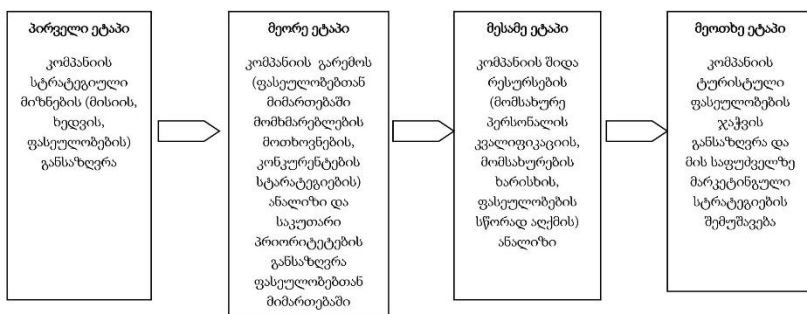 პირველი ეტაპი
კომპანიის
სტრატეგიული
მიზნების (მისიის,
ხედვის,
ფასეულობების)
განსაზღვრა
მეორე ეტაპი
კომპანიის გარემოს
(ფასეულობებთან
მიმართებაში
მომხმარებლების
მოთხოვნების,
კონკურენტების
სტარატეგიების)
ანალიზი და
საკუთარი
პრიორიტეტების
განსაზღვრა
ფასეულობებთან
მიმართებაში
მესამე ეტაპი
კომპანიის შიდა
რესურსების
(მომსახურე
პერსონალის
კვალიფიკაციის,
მომსახურების
ხარისხის,
ფასეულობების
სწორად აღქმის)
ანალიზი
მეოთხე ეტაპი
კომპანიის
ტურისტული
ფასეულობების
ჯაჭვის
განსაზღვრა და
მის საფუძველზე
მარკეტინგული
სტრატეგიების
შემუშავება